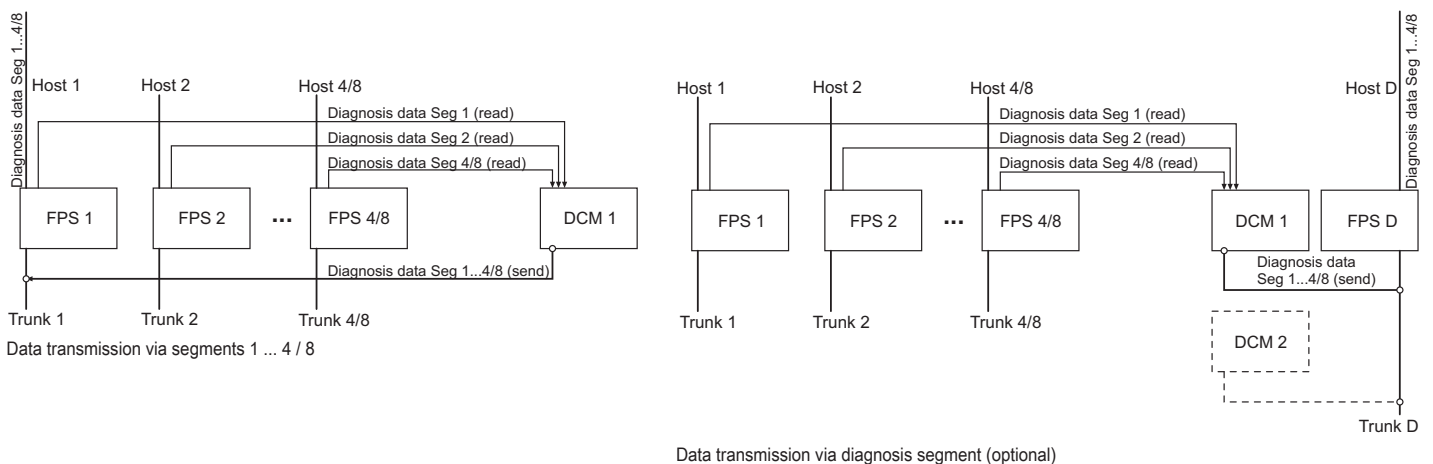 Diagnosis data Seg 1...4/8
Host 1
Host 2
Host 4/8
Diagnosis data Seg 1 (read)
Diagnosis data Seg 2 (read)
Diagnosis data Seg 4/8 (read)
FPS 1
FPS 2
...
FPS 4/8
DCM 1
Diagnosis data Seg 1...4/8 (send)
Trunk 1
Trunk 2
Trunk 4/8
Data transmission via segments 1 ... 4 / 8
Host 1
Host 2
Host 4/8
Host D
Diagnosis data Seg 1...4/8
Diagnosis data Seg 1 (read)
Diagnosis data Seg 2 (read)
Diagnosis data Seg 4/8 (read)
FPS 1
FPS 2
...
FPS 4/8
DCM 1
FPS D
Diagnosis data
Seg 1...4/8 (send)
Trunk 1
Trunk 2
Trunk 4/8
DCM 2
Trunk D
Data transmission via diagnosis segment (optional)